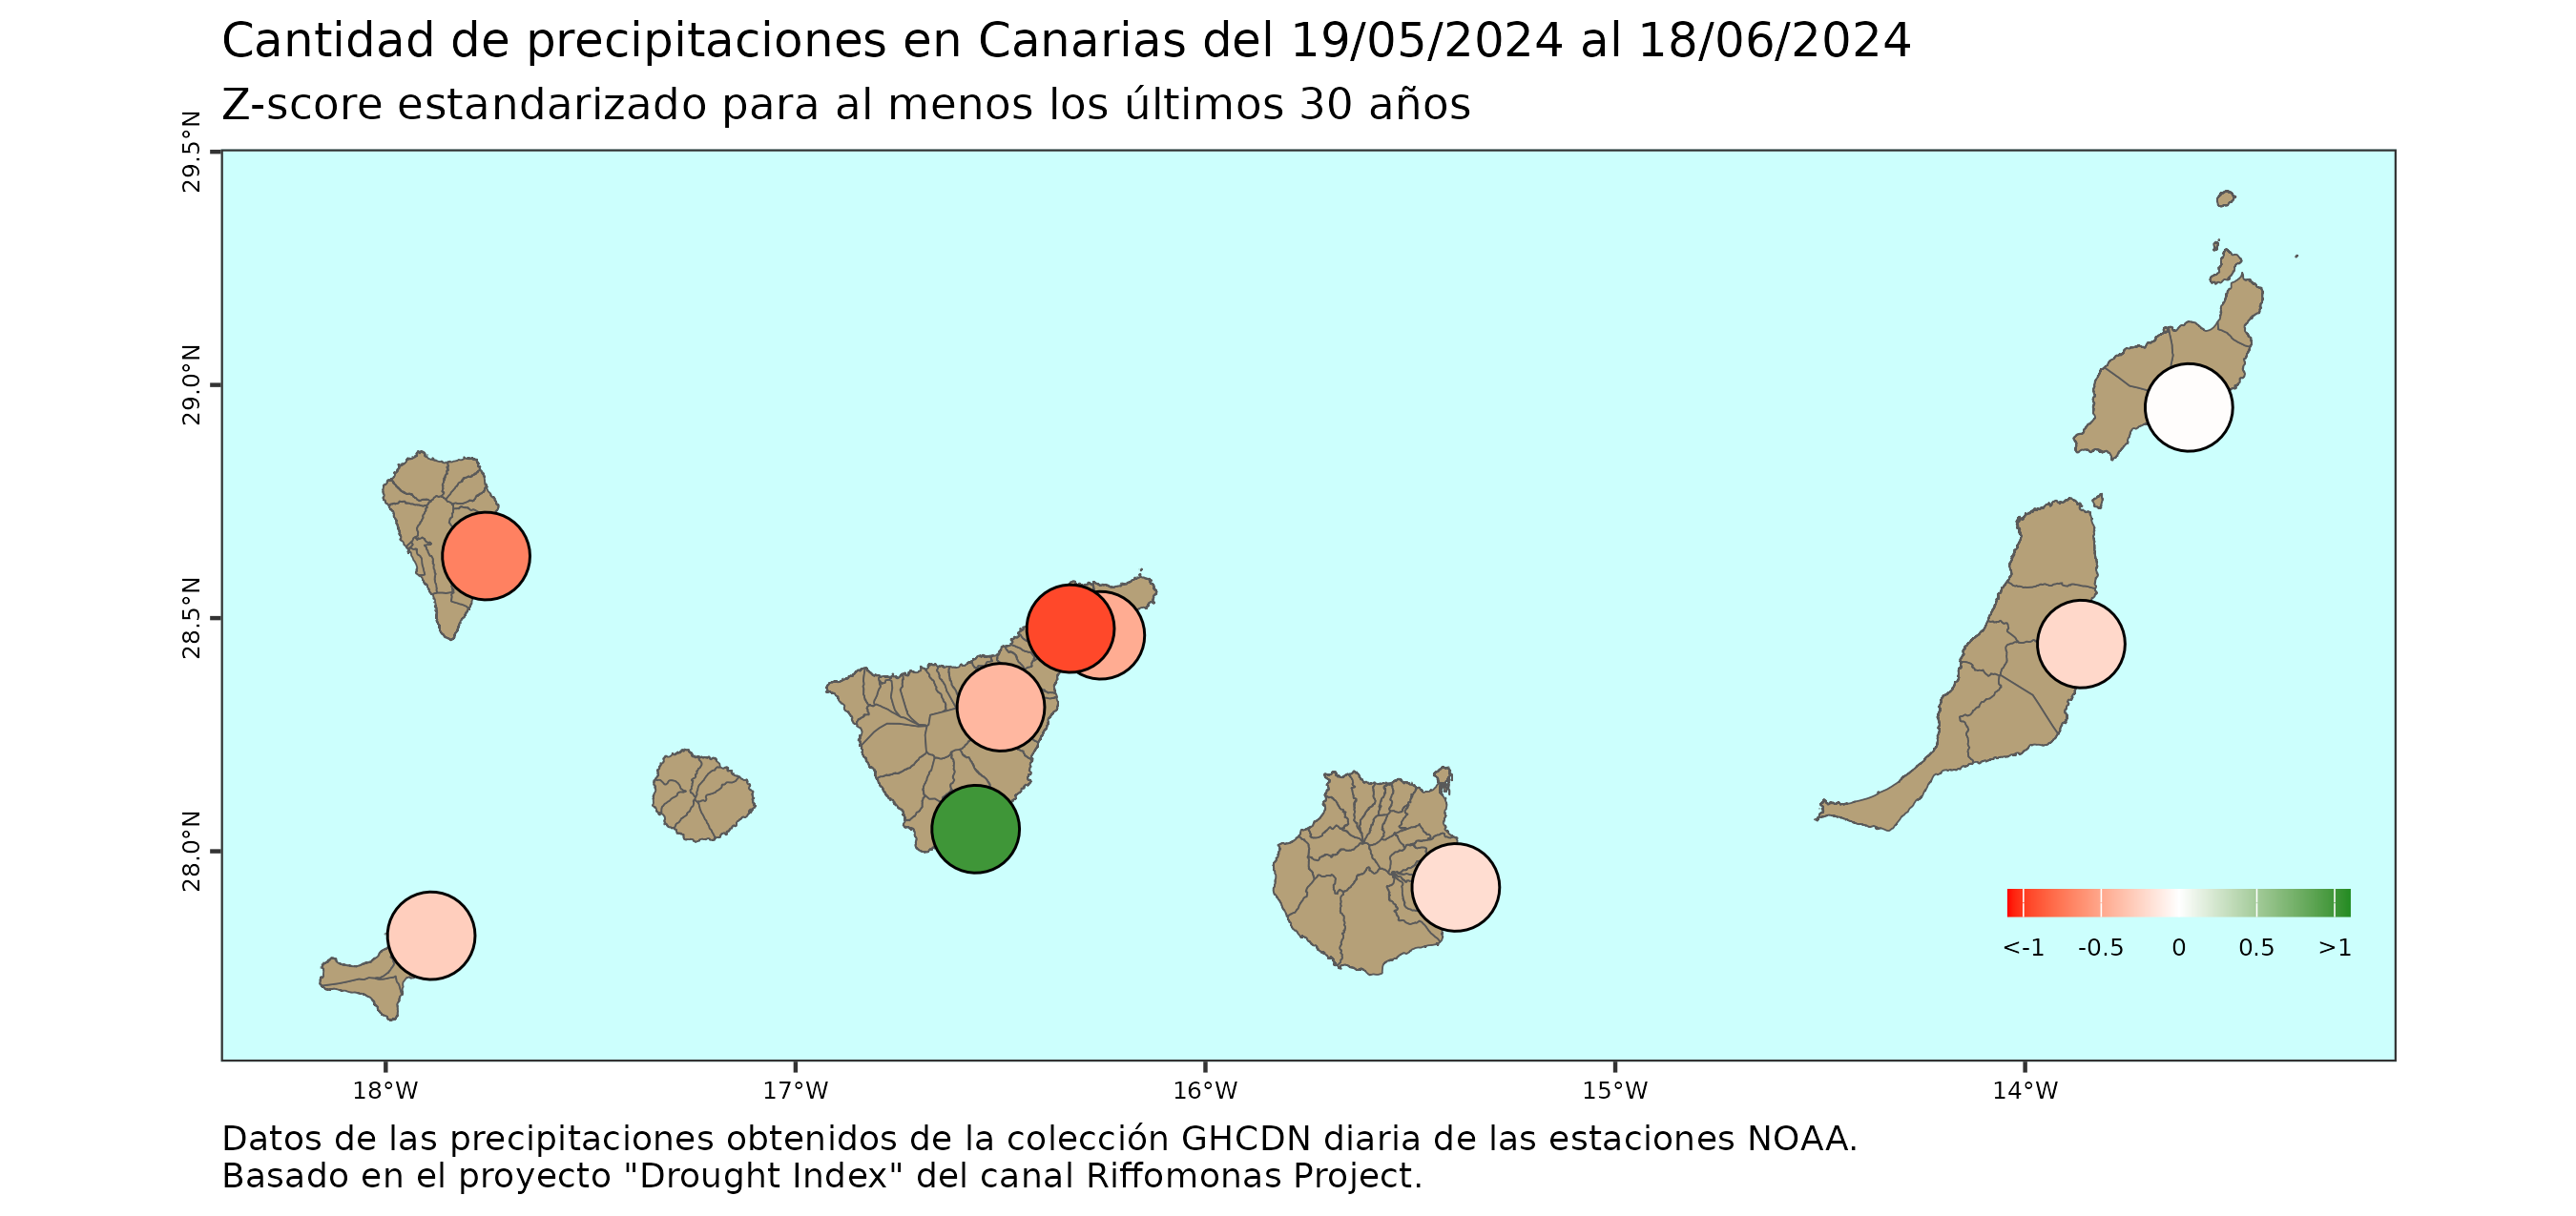 Cantidad de precipitaciones en Canarias del 19/05/2024 al 18/06/2024
Z-score estandarizado para al menos los últimos 30 años
29.5°N
29.0°N
28.5°N
28.0°N
<-1 -0.5 0 0.5 >1
18°W 17°W 16°W 15°W 14°W
Datos de las precipitaciones obtenidos de la colección GHCDN diaria de las estaciones NOAA.
Basado en el proyecto "Drought Index" del canal Riffomonas Project.